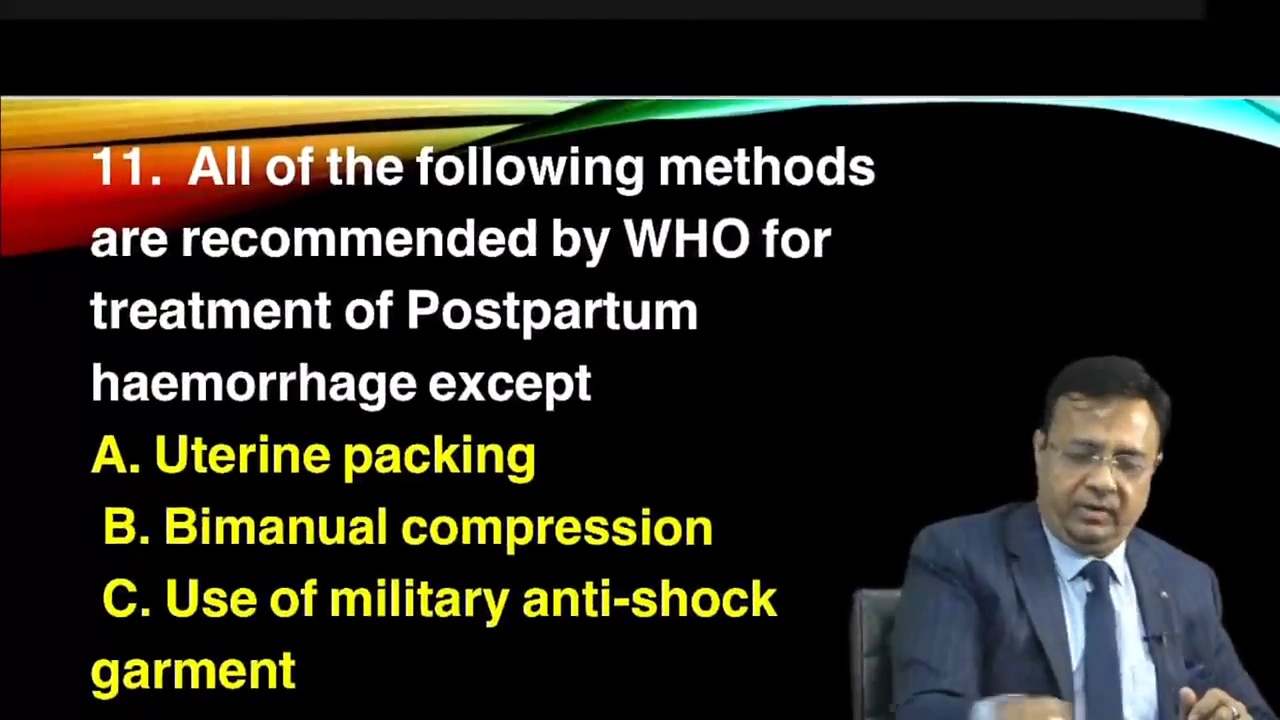 11. All of the following methods
are recommended by WHO for
treatment of Postpartum
haemorrhage except
A. Uterine packing
B. Bimanual compression
C. Use of military anti-shock
garment